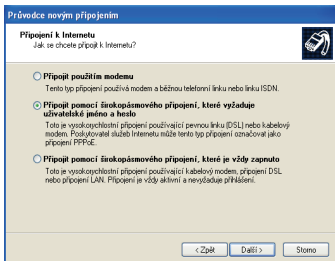 Průvodce novým připojením
Připojení k Internetu
Jak se chcete připojit k Internetu?
Připojit použitím modemu
Tento typ připojení používá modem a běžnou telefonní linku nebo linku ISDN.
Připojit pomocí širokopásmového připojení, které vyžaduje
uživatelské jméno a heslo
Toto je vysokorychlostní připojení používající pevnou linku (DSL) nebo kabelový
modem. Poskytovatel služeb Internetu může tento typ připojení označovat jako
připojení PPPoE.
Připojit pomocí širokopásmového připojení, které je vždy zapnuto
Toto je vysokorychlostní připojení používající kabelový modem, připojení DSL
nebo připojení LAN. Připojení je vždy aktivní a nevyžaduje přihlášení.
< Zpět
Další >
Storno